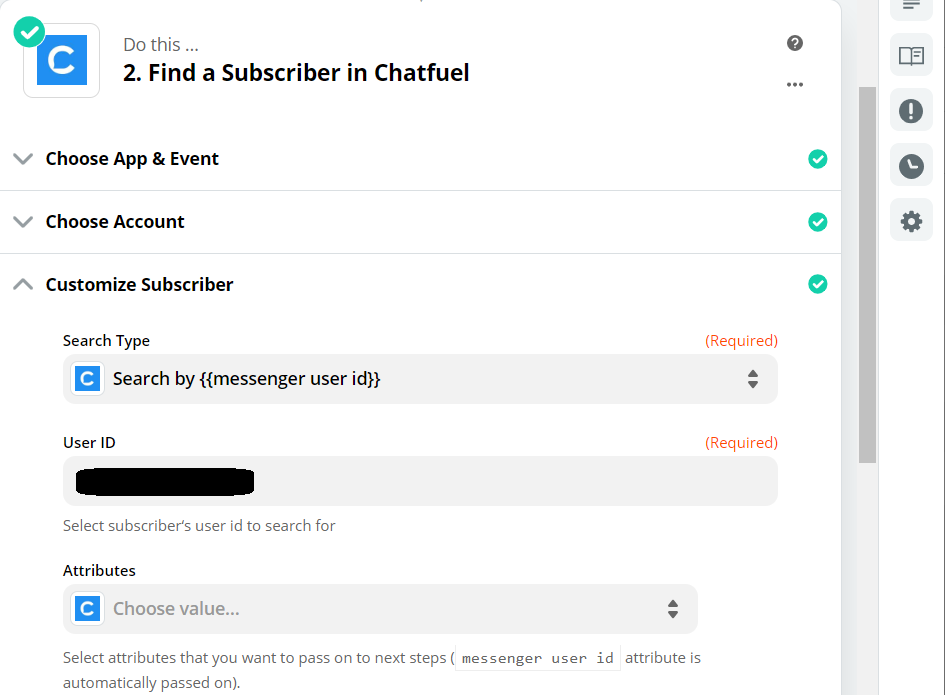 Do this ...
2. Find a Subscriber in Chatfuel
Choose App & Event
Choose Account
Customize Subscriber
Search Type (Required)
Search by {{messenger user id}}
User ID (Required)
Select subscriber's user id to search for
Attributes
Choose value...
Select attributes that you want to pass on to next steps ( messenger user id attribute is
automatically passed on).